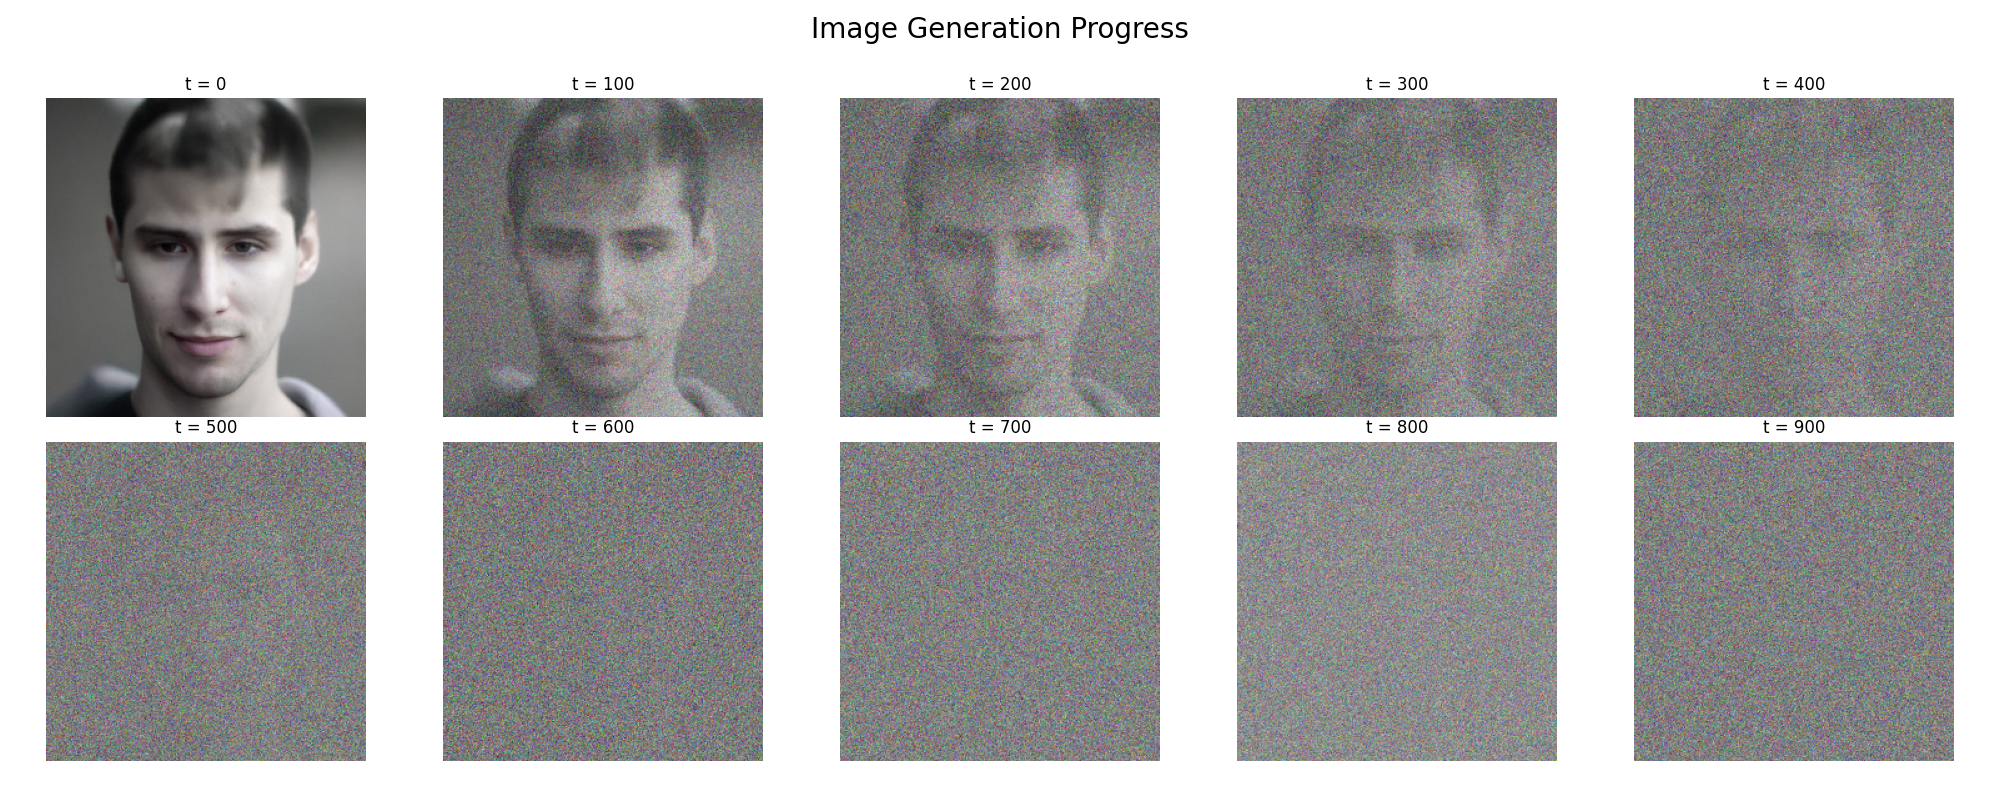 Image Generation Progress
t = 0
t = 100
t = 200
t = 300
t = 400
t = 500
t = 600
t = 700
t = 800
t = 900